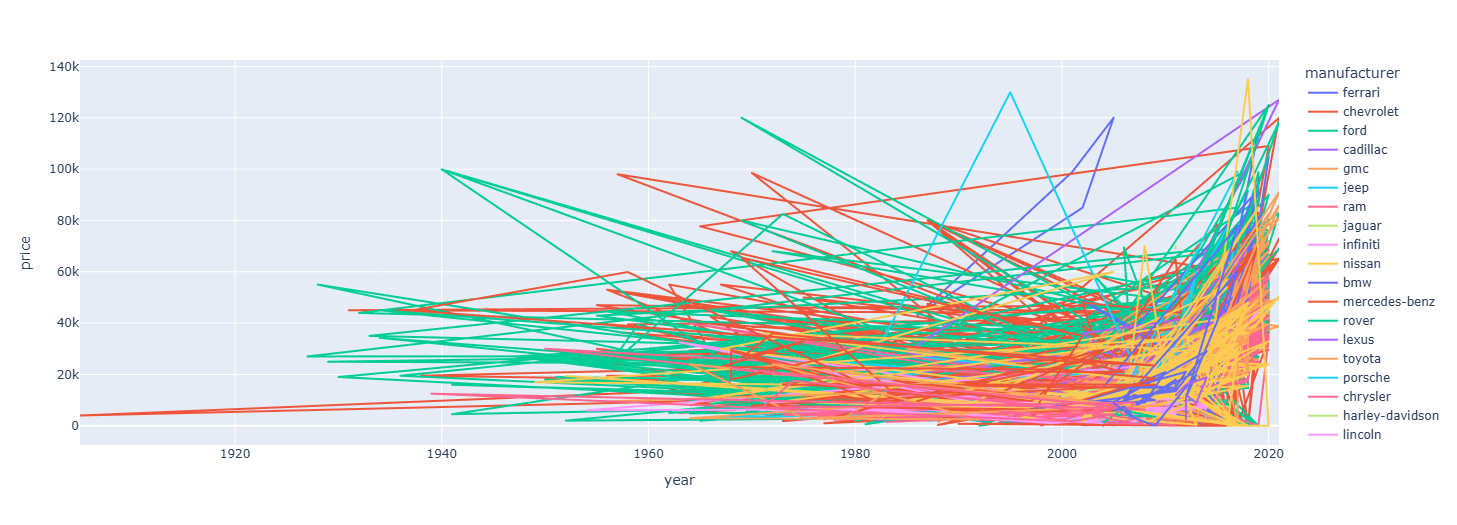 140k
120k
100k
80k
60k
40k
20k
0
price
1920
1940
1960
1980
2000
2020
year
manufacturer
ferrari
chevrolet
ford
cadillac
gmc
jeep
ram
jaguar
infiniti
nissan
bmw
mercedes-benz
rover
lexus
toyota
porsche
chrysler
harley-davidson
lincoln